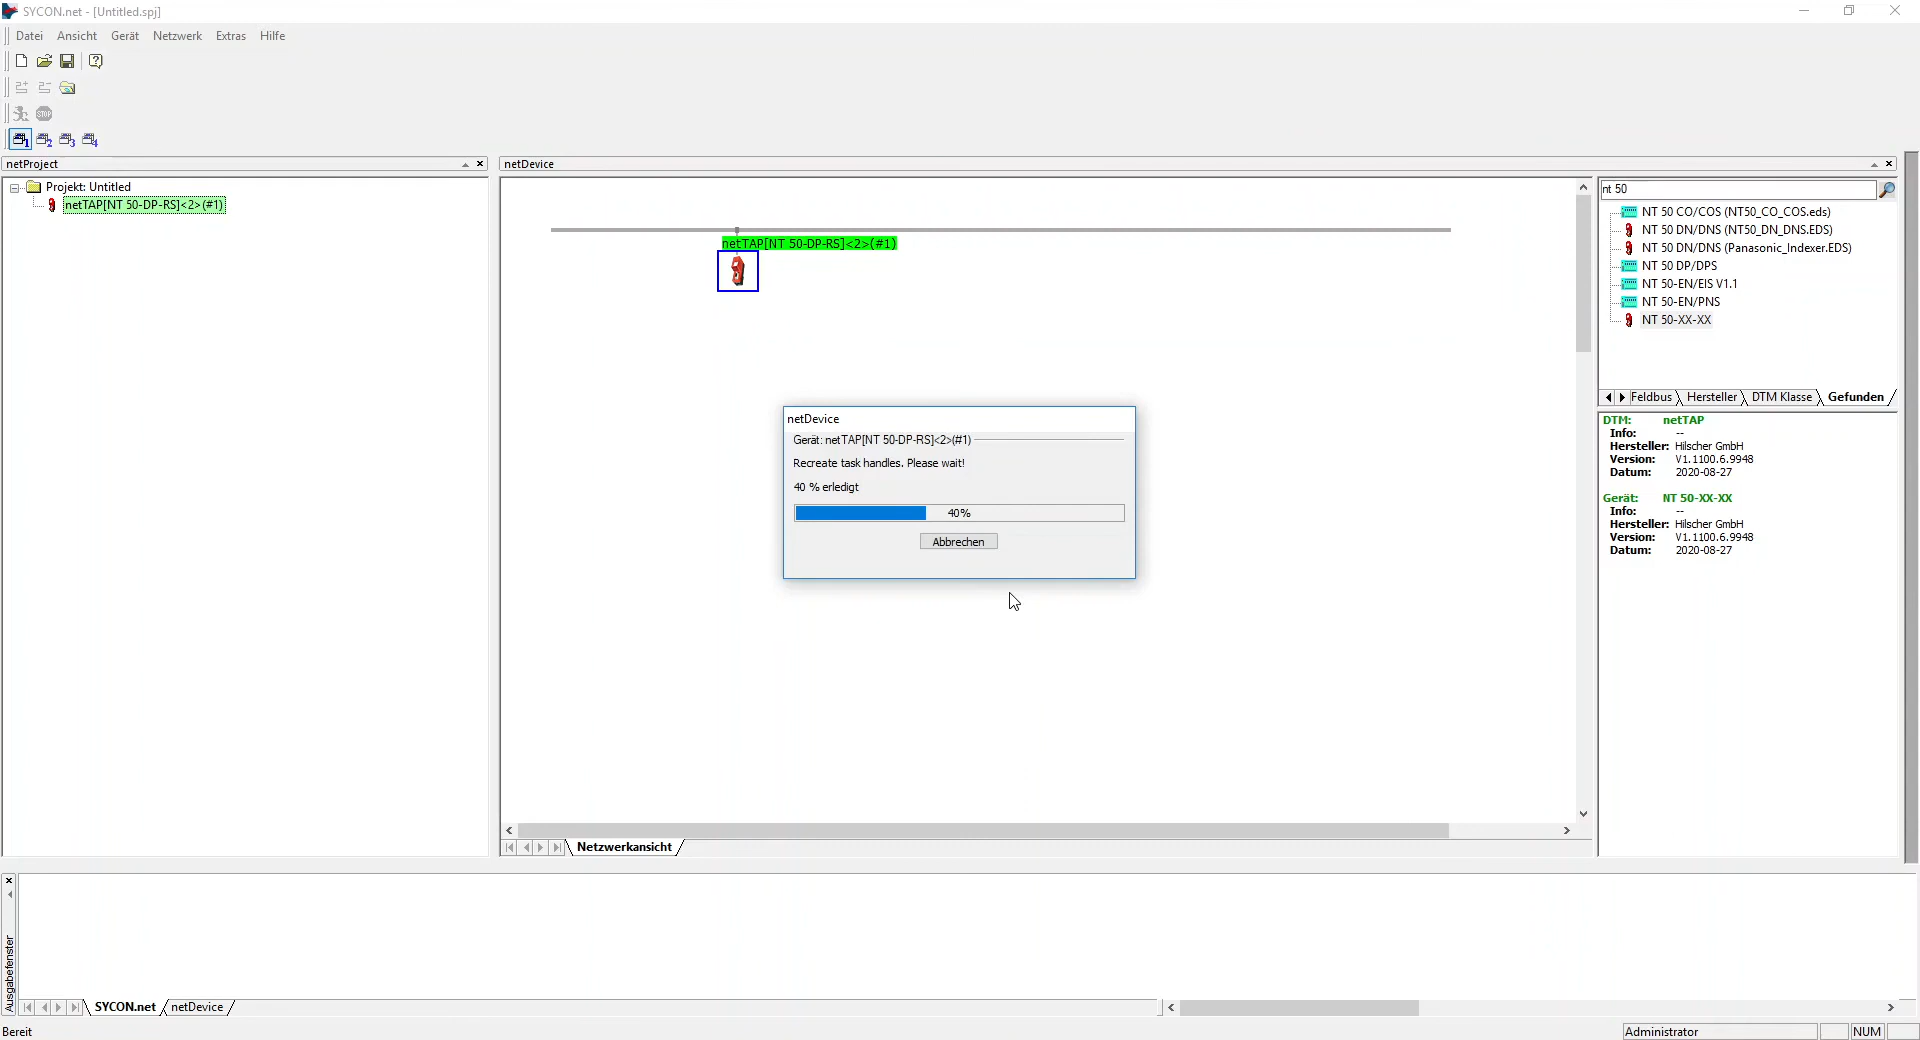 SYCON.net - [Untitled.spj]
Datei Ansicht Gerät Netzwerk Extras Hilfe
STOP
1 2 3 4
netProject
netDevice
Projekt: Untitled
netTAP[NT 50-DP-RS]<2>(#1)
netTAP[NT 50-DP-RS]<2>(#1)
nt 50
NT 50 CO/COS (NT50_CO_COS.eds)
NT 50 DN/DNS (NT50_DN_DNS.EDS)
NT 50 DN/DNS (Panasonic_Indexer.EDS)
NT 50 DP/DPS
NT 50-EN/EIS V1.1
NT 50-EN/PNS
NT 50-XX-XX
Feldbus Hersteller DTM Klasse Gefunden
DTM: netTAP
Info: --
Hersteller: Hilscher GmbH
Version: V1.1100.6.9948
Datum: 2020-08-27
Gerät: NT 50-XX-XX
Info: --
Hersteller: Hilscher GmbH
Version: V1.1100.6.9948
Datum: 2020-08-27
netDevice
Gerät: netTAP[NT 50-DP-RS]<2>(#1)
Recreate task handles. Please wait!
40 % erledigt
40%
Abbrechen
Netzwerkansicht
Ausgabefenster
SYCON.net netDevice
Bereit
Administrator
NUM